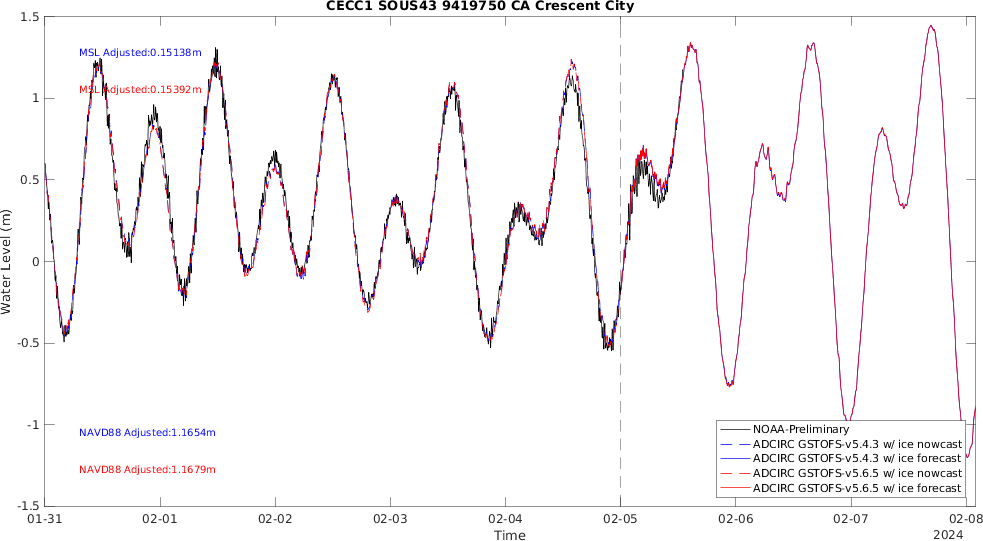 CECC1 SOUS43 9419750 CA Crescent City
1.5
MSL Adjusted:0.15138m
MSL Adjusted:0.15392m
1
0.5
0
-0.5
-1
-1.5
Water Level (m)
NAVD88 Adjusted:1.1654m
NAVD88 Adjusted:1.1679m
NOAA-Preliminary
ADCIRC GSTOFS-v5.4.3 w/ ice nowcast
ADCIRC GSTOFS-v5.4.3 w/ ice forecast
ADCIRC GSTOFS-v5.6.5 w/ ice nowcast
ADCIRC GSTOFS-v5.6.5 w/ ice forecast
01-31 02-01 02-02 02-03 02-04 02-05 02-06 02-07 02-08
Time
2024